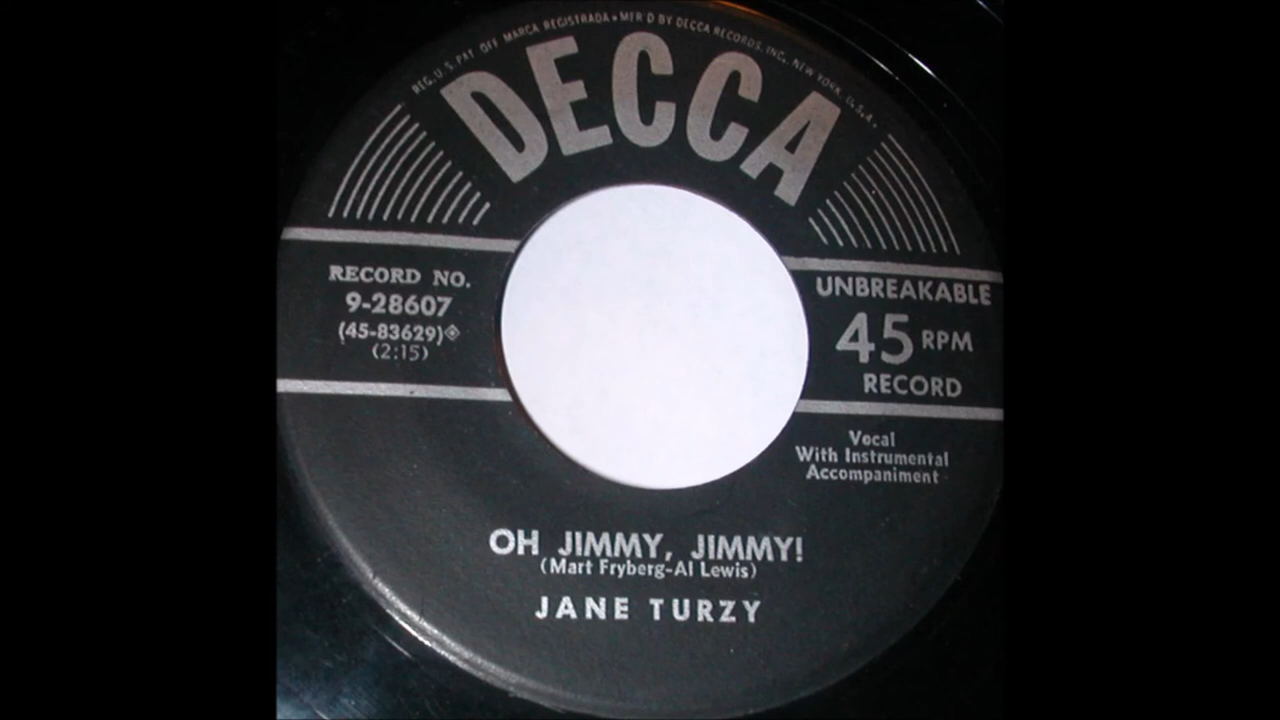 REG. U.S. PAT. OFF. MARCA REGISTRADA • MFR'D BY DECCA RECORDS, INC., NEW YORK, U.S.A.
DECCA
RECORD NO.
9-28607
(45-83629)
(2:15)
UNBREAKABLE
45 RPM
RECORD
Vocal
With Instrumental
Accompaniment
OH JIMMY, JIMMY!
(Mart Fryberg-Al Lewis)
JANE TURZY